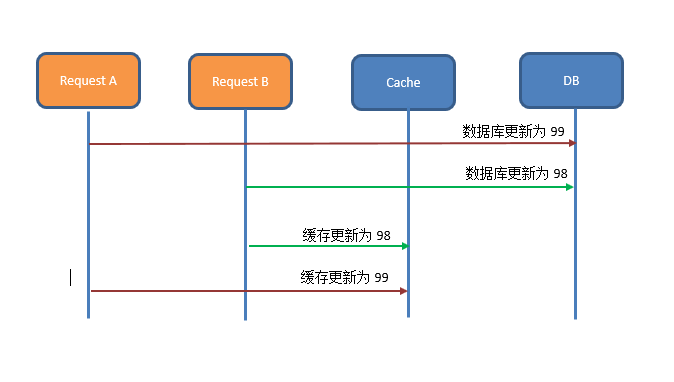 Request A
Request B
Cache
DB
数据库更新为 99
数据库更新为 98
缓存更新为 98
缓存更新为 99